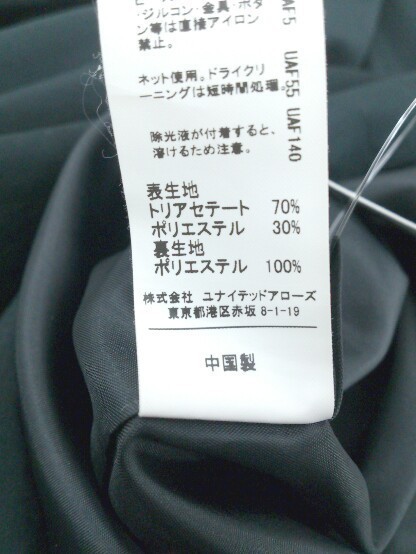 ・ジルコン・金具・ボタ
ン等は直接アイロン
禁止。
ネット使用。ドライクリ
ーニングは短時間処理。
除光液が付着すると、
溶けるため注意。
表生地
トリアセテート 70%
ポリエステル 30%
裏生地
ポリエステル 100%
株式会社 ユナイテッドアローズ
東京都港区赤坂 8-1-19
中国製
UAF5 UAF55 UAF140